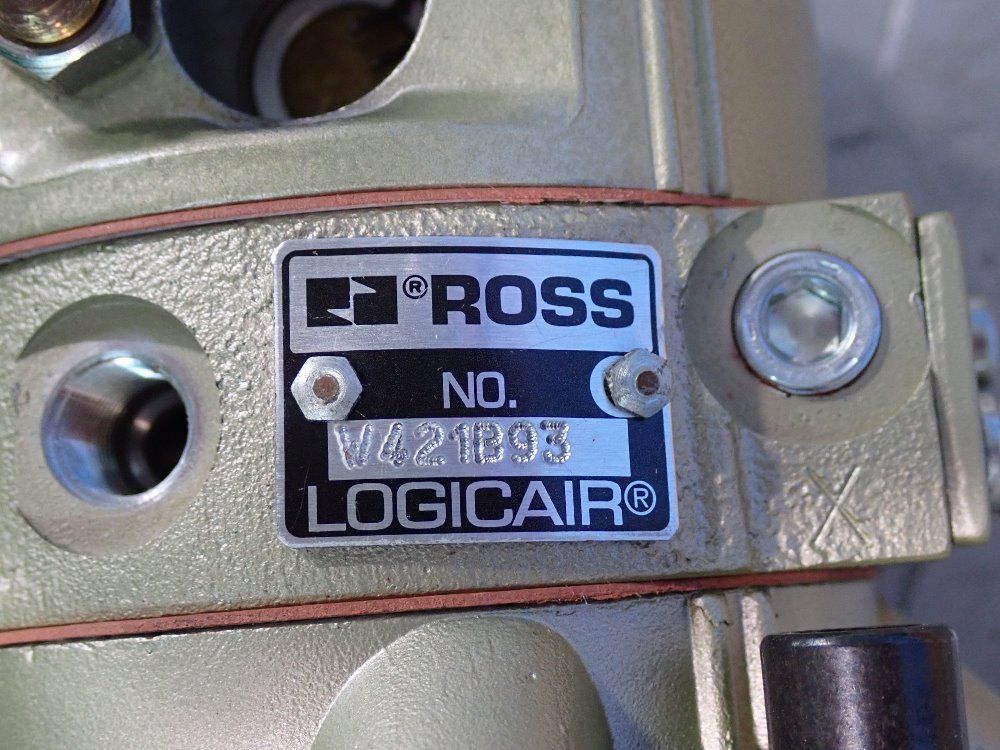 ® ROSS
NO.
W421B93
LOGICAIR®
X